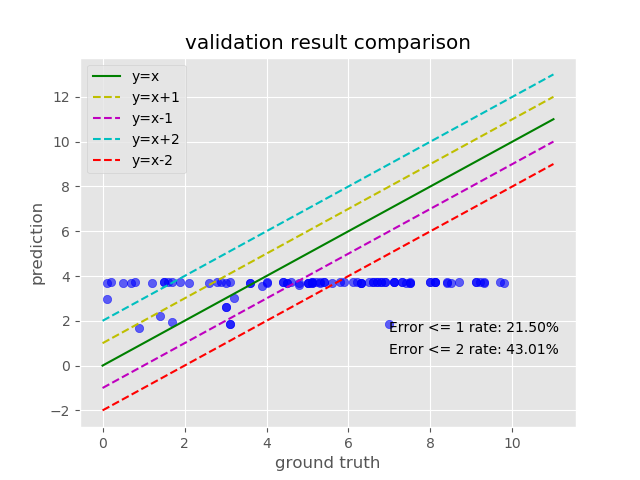 validation result comparison
y=x
y=x+1
y=x-1
y=x+2
y=x-2
12
10
8
6
4
2
0
−2
prediction
Error <= 1 rate: 21.50%
Error <= 2 rate: 43.01%
0 2 4 6 8 10
ground truth